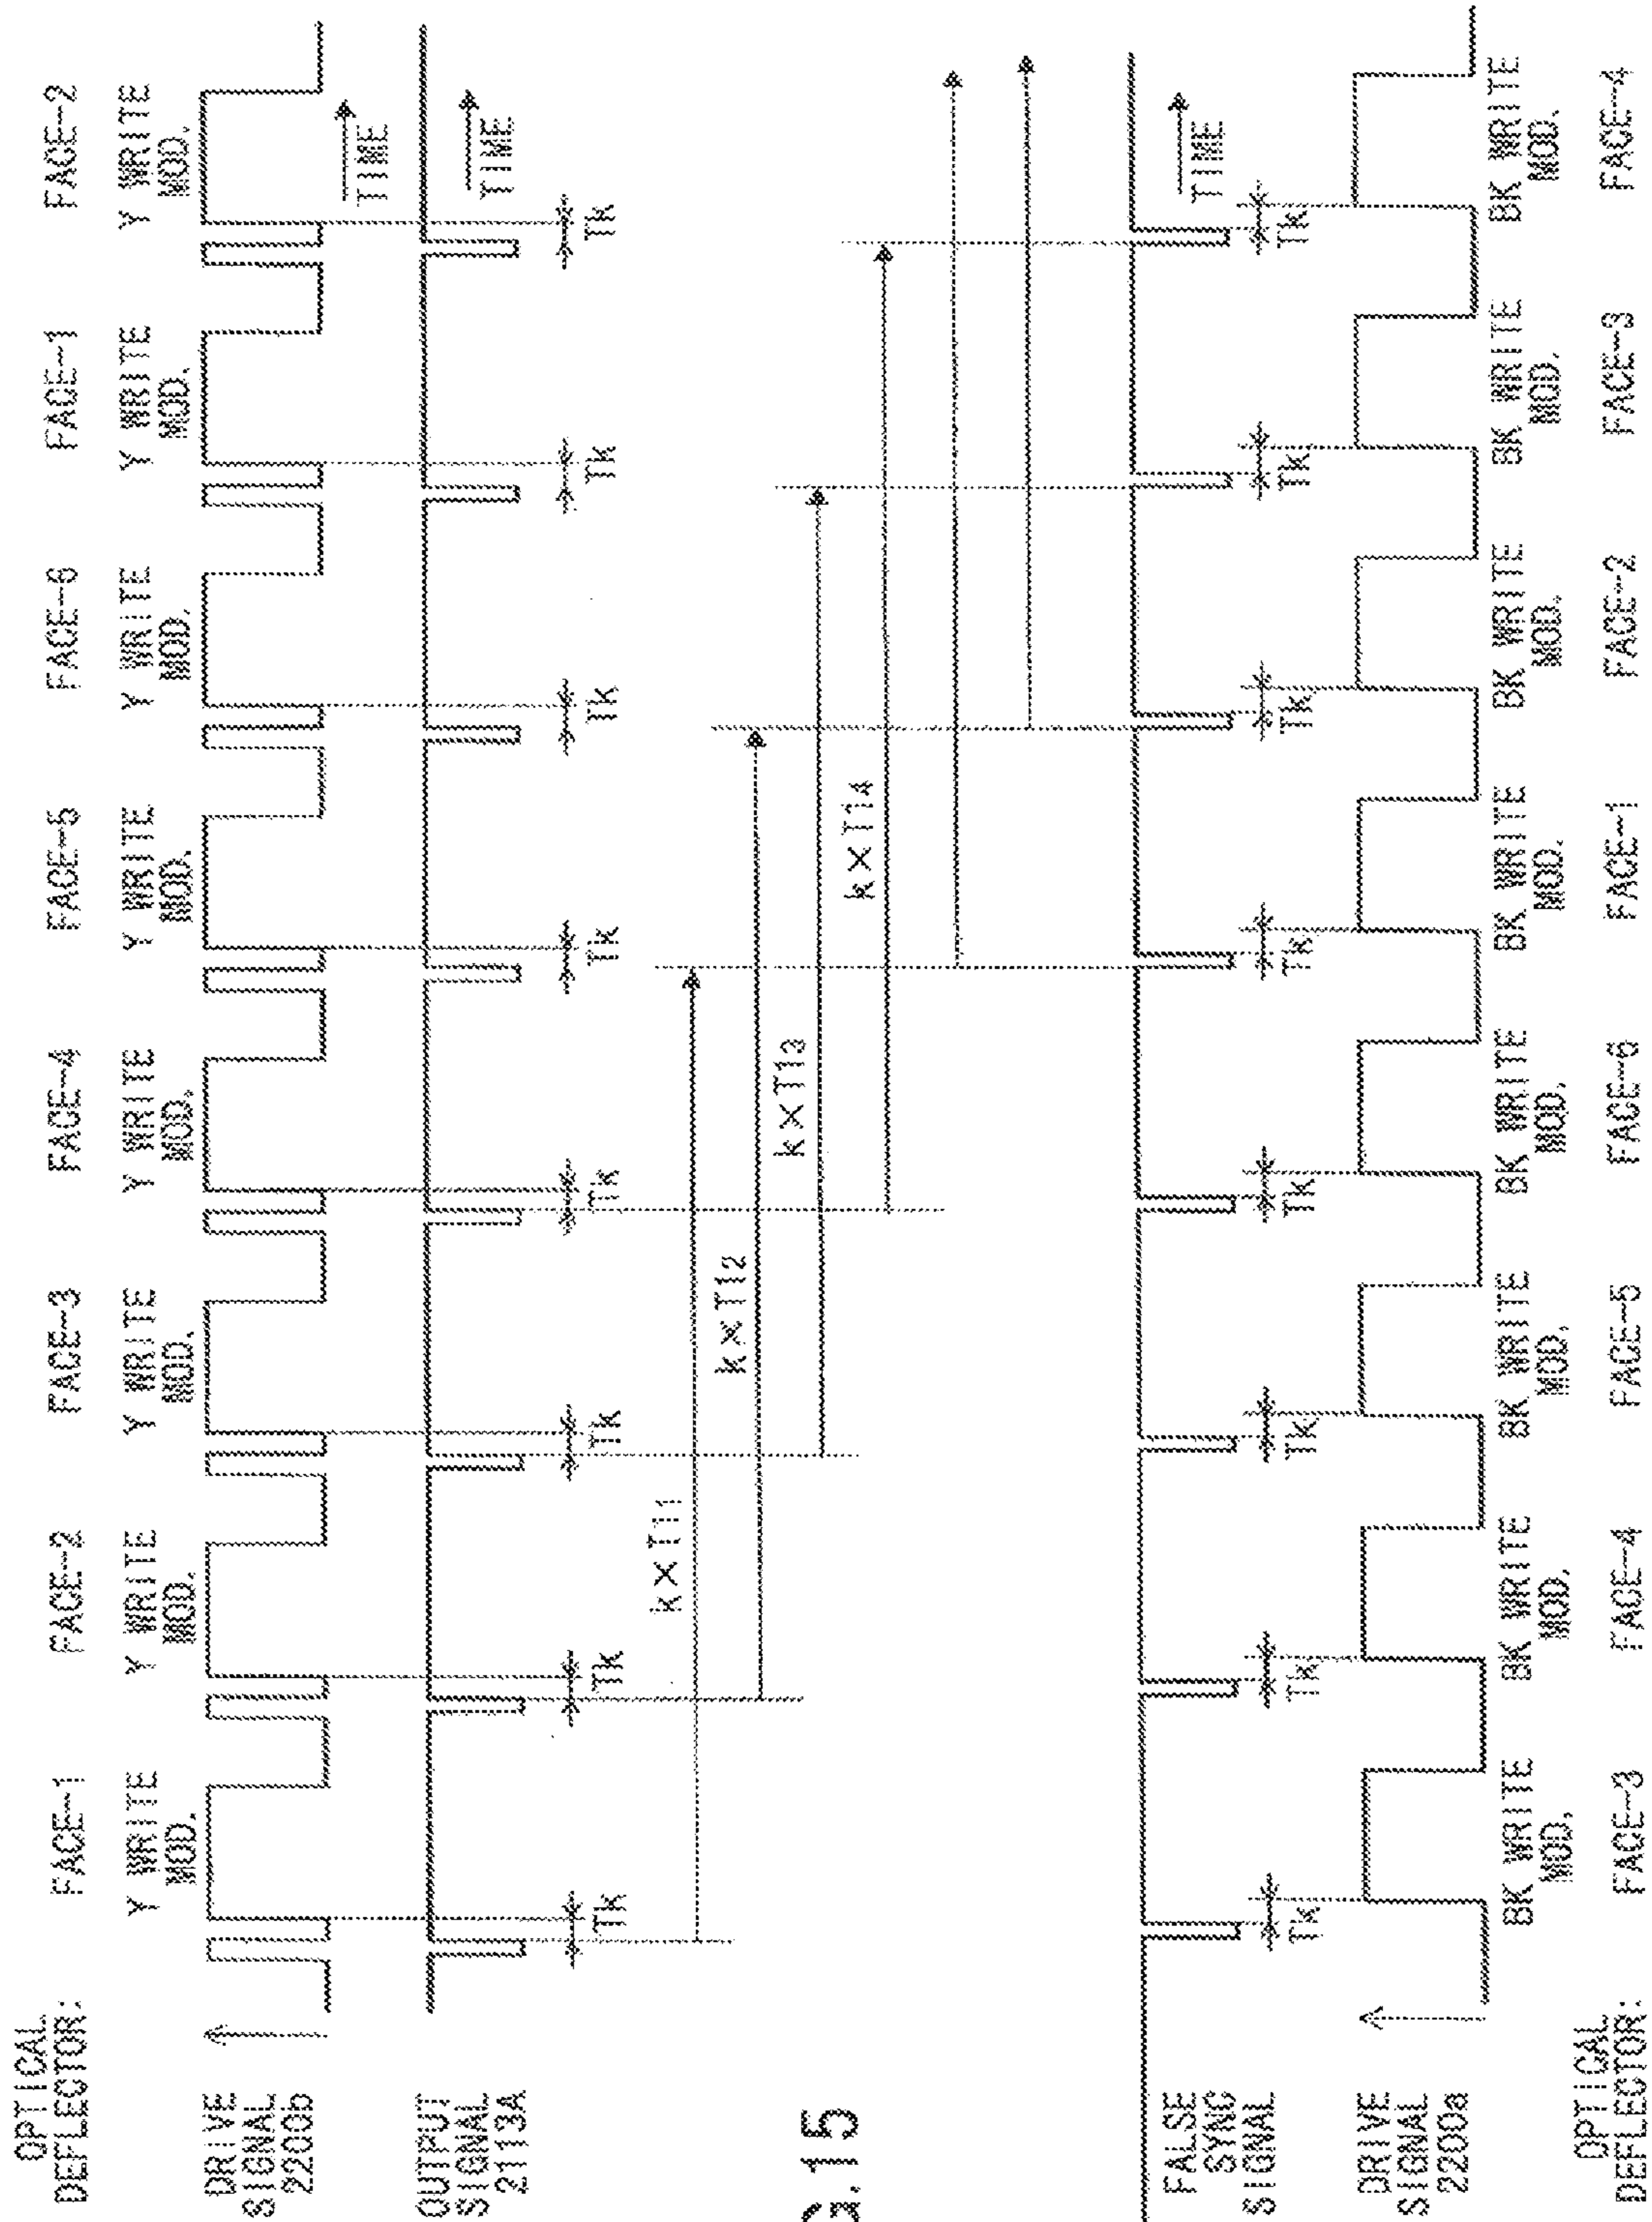 OPTICAL
DEFLECTOR:
FACE-1
FACE-2
FACE-3
FACE-4
FACE-5
FACE-6
FACE-1
FACE-2
Y WRITE
MOD.
Y WRITE
MOD.
Y WRITE
MOD.
Y WRITE
MOD.
Y WRITE
MOD.
Y WRITE
MOD.
Y WRITE
MOD.
Y WRITE
MOD.
DRIVE
SIGNAL
2200b
TIME
OUTPUT
SIGNAL
2113A
TIME
Tk
Tk
Tk
Tk
Tk
Tk
Tk
Tk
k×T11
k×T12
k×T13
k×T14
G.15
FALSE
SYNC
SIGNAL
TIME
Tk
Tk
Tk
Tk
Tk
Tk
Tk
Tk
DRIVE
SIGNAL
2200a
BK WRITE
MOD.
BK WRITE
MOD.
BK WRITE
MOD.
BK WRITE
MOD.
BK WRITE
MOD.
BK WRITE
MOD.
BK WRITE
MOD.
BK WRITE
MOD.
OPTICAL
DEFLECTOR:
FACE-3
FACE-4
FACE-5
FACE-6
FACE-1
FACE-2
FACE-3
FACE-4